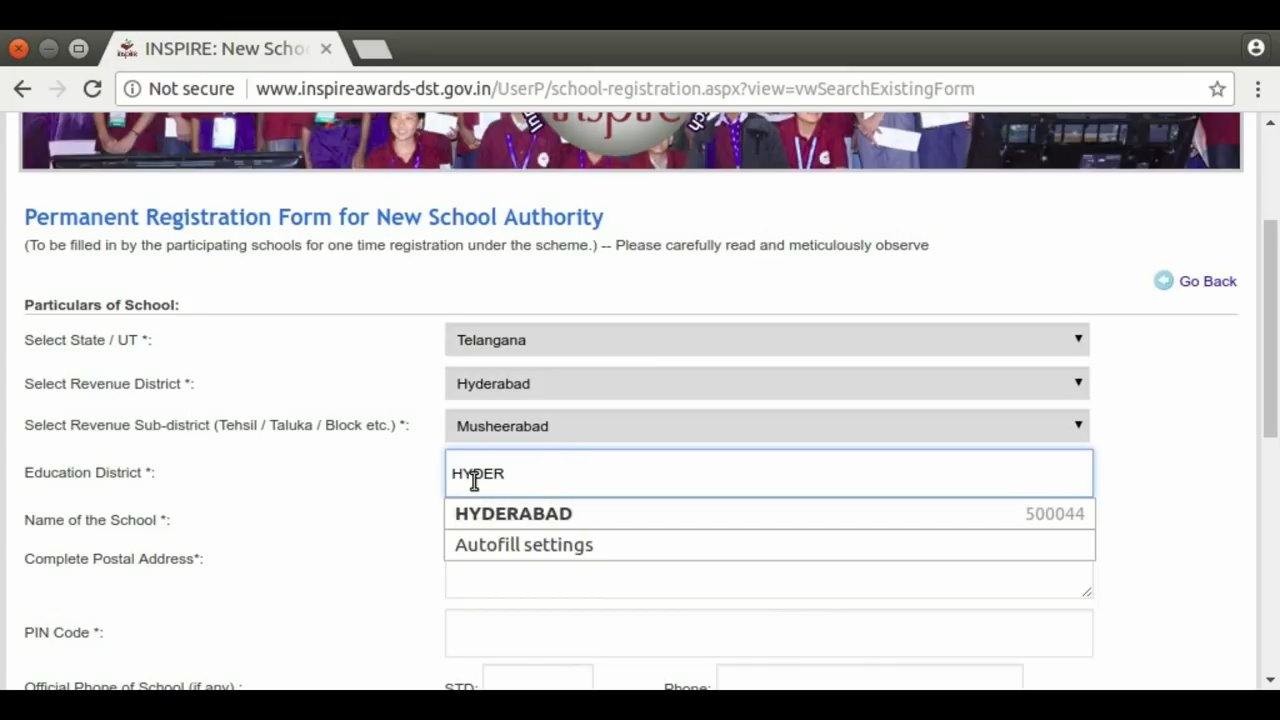 INSPIRE: New Scho
Not secure www.inspireawards-dst.gov.in/UserP/school-registration.aspx?view=vwSearchExistingForm
inspire
Permanent Registration Form for New School Authority
(To be filled in by the participating schools for one time registration under the scheme.) -- Please carefully read and meticulously observe
Go Back
Particulars of School:
Select State / UT *: Telangana
Select Revenue District *: Hyderabad
Select Revenue Sub-district (Tehsil / Taluka / Block etc.) *: Musheerabad
Education District *: HYDER
HYDERABAD 500044
Name of the School *:
Autofill settings
Complete Postal Address*:
PIN Code *:
Official Phone of School (if any) : STD: Phone: